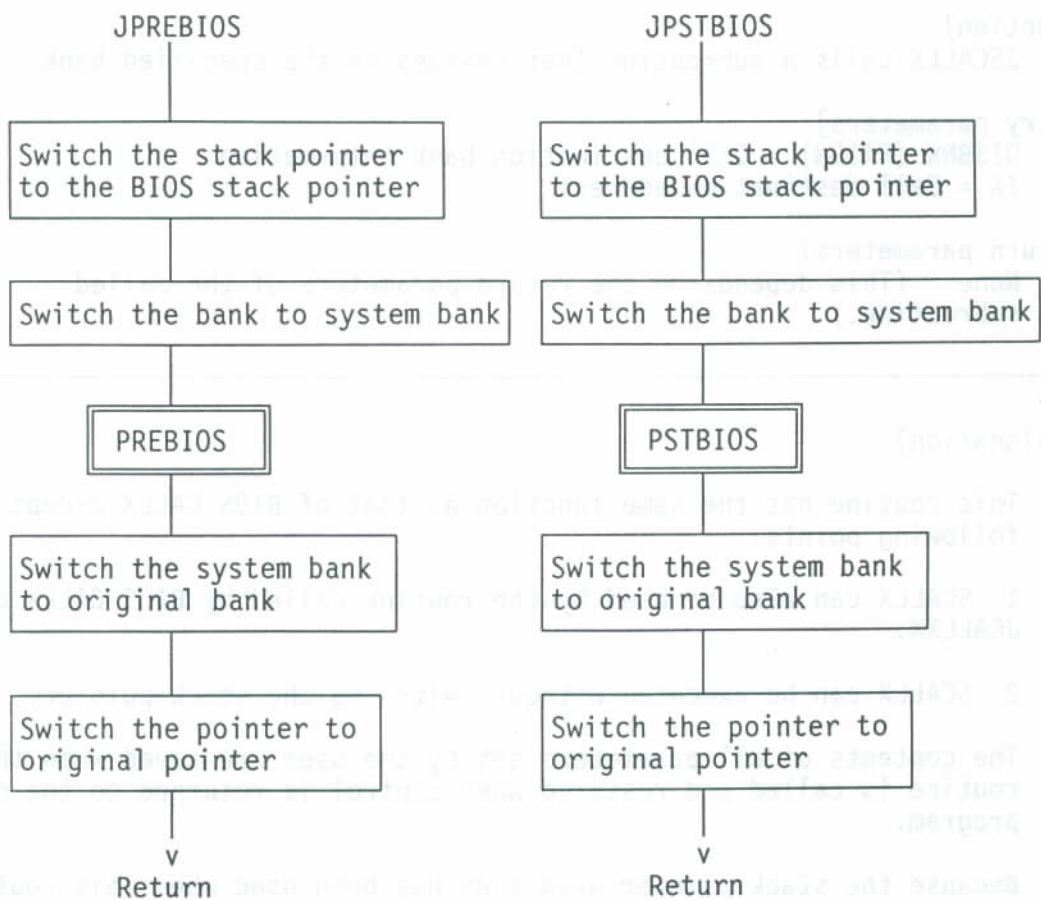 JPREBIOS
Switch the stack pointer
to the BIOS stack pointer
Switch the bank to system bank
PREBIOS
Switch the system bank
to original bank
Switch the pointer to
original pointer
v
Return
JPSTBIOS
Switch the stack pointer
to the BIOS stack pointer
Switch the bank to system bank
PSTBIOS
Switch the system bank
to original bank
Switch the pointer to
original pointer
v
Return